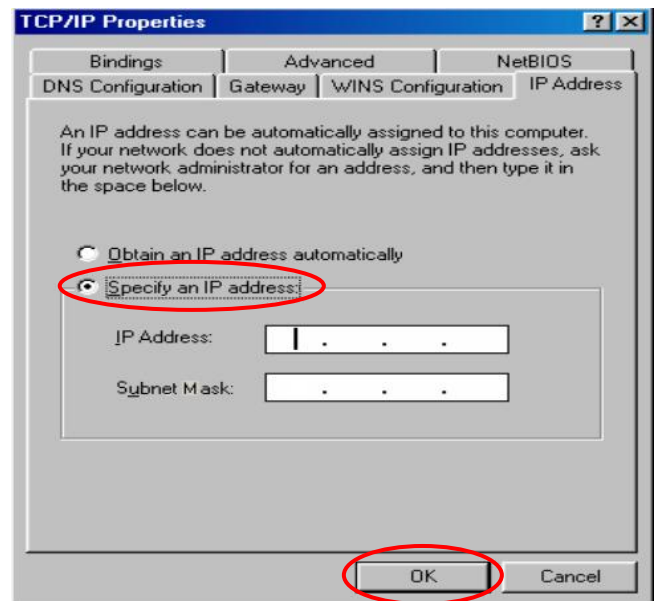 TCP/IP Properties
Bindings Advanced NetBIOS
DNS Configuration Gateway WINS Configuration IP Address
An IP address can be automatically assigned to this computer.
If your network does not automatically assign IP addresses, ask
your network administrator for an address, and then type it in
the space below.
Obtain an IP address automatically
Specify an IP address:
IP Address: . . .
Subnet Mask: . . .
OK Cancel